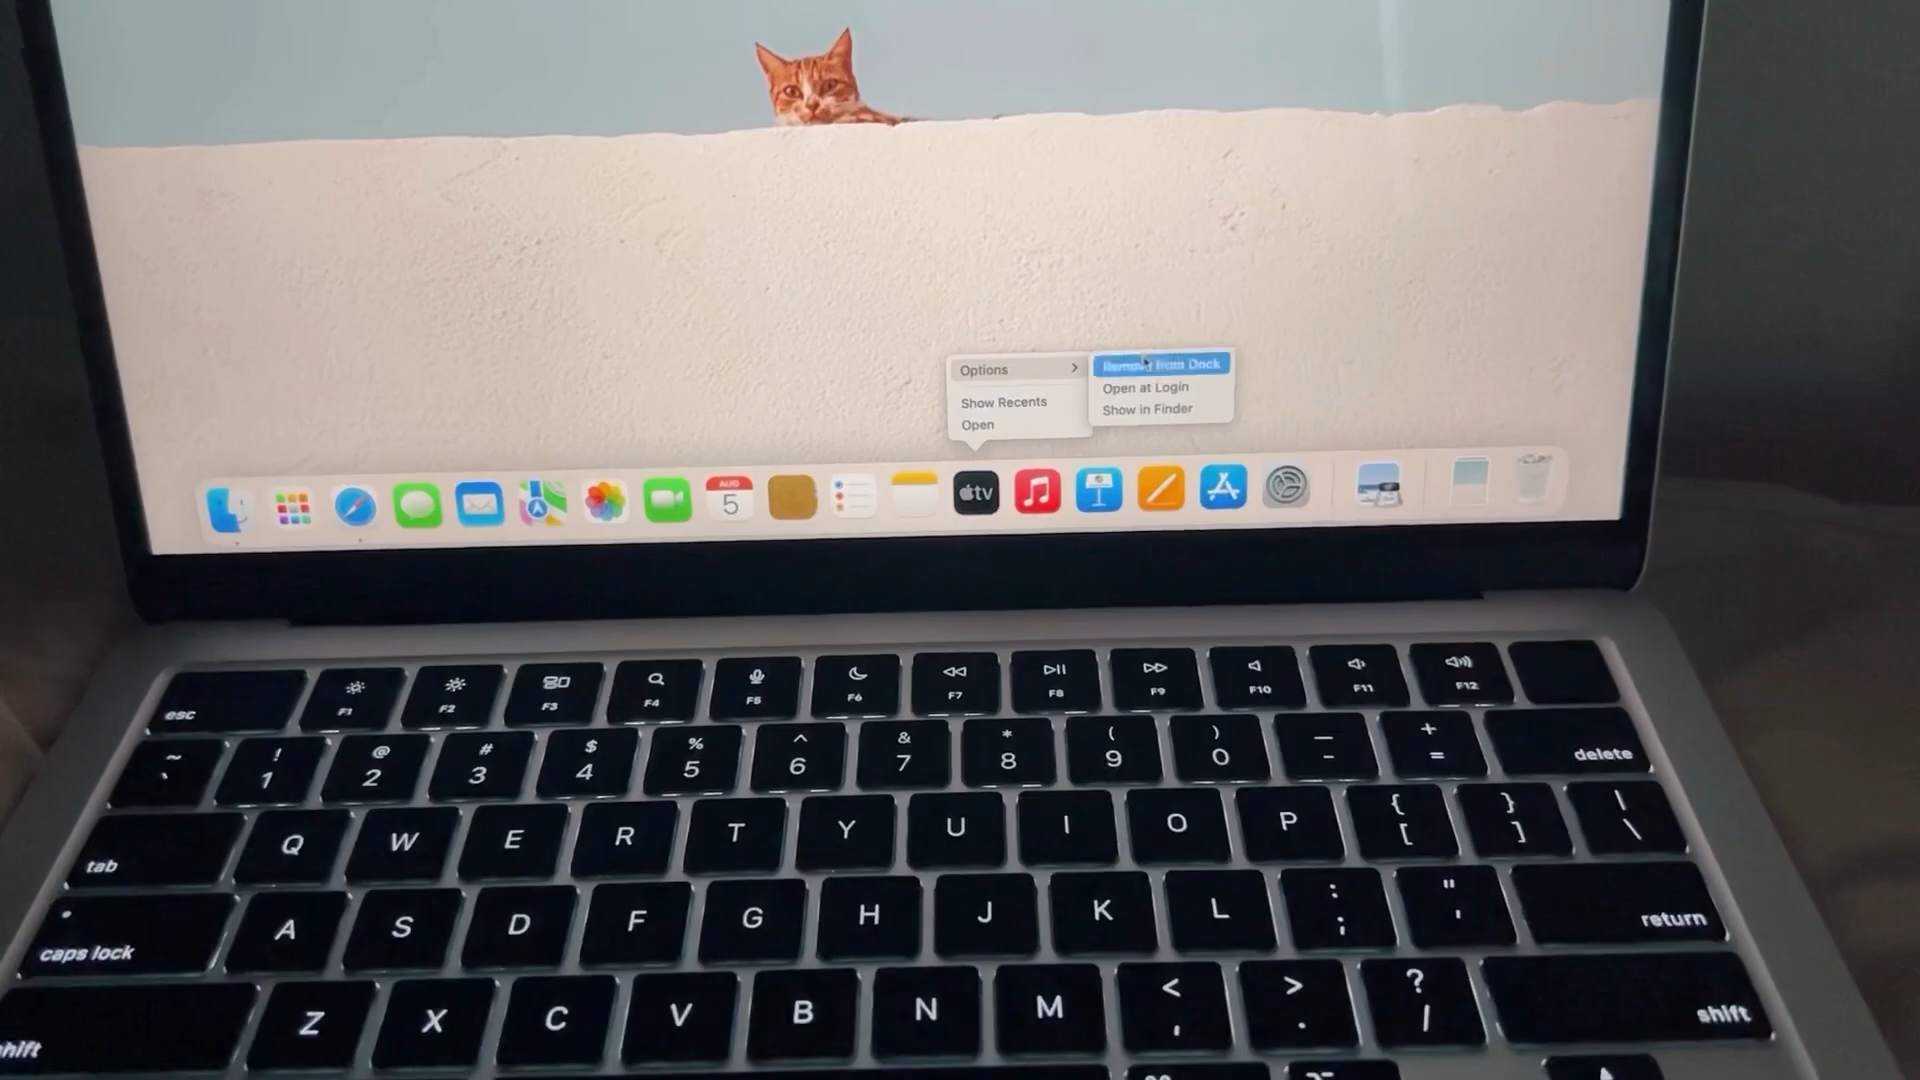 Options >
Remove from Dock
Open at Login
Show in Finder
Show Recents
Open
AUG
5
tv
esc F1 F2 F3 F4 F5 F6 F7 F8 F9 F10 F11 F12
~ ! @ # $ % ^ & * ( ) — +
` 1 2 3 4 5 6 7 8 9 0 - = delete
tab Q W E R T Y U I O P { [ } ] | \
caps lock A S D F G H J K L : ; " ' return
shift Z X C V B N M < , > . ? / shift